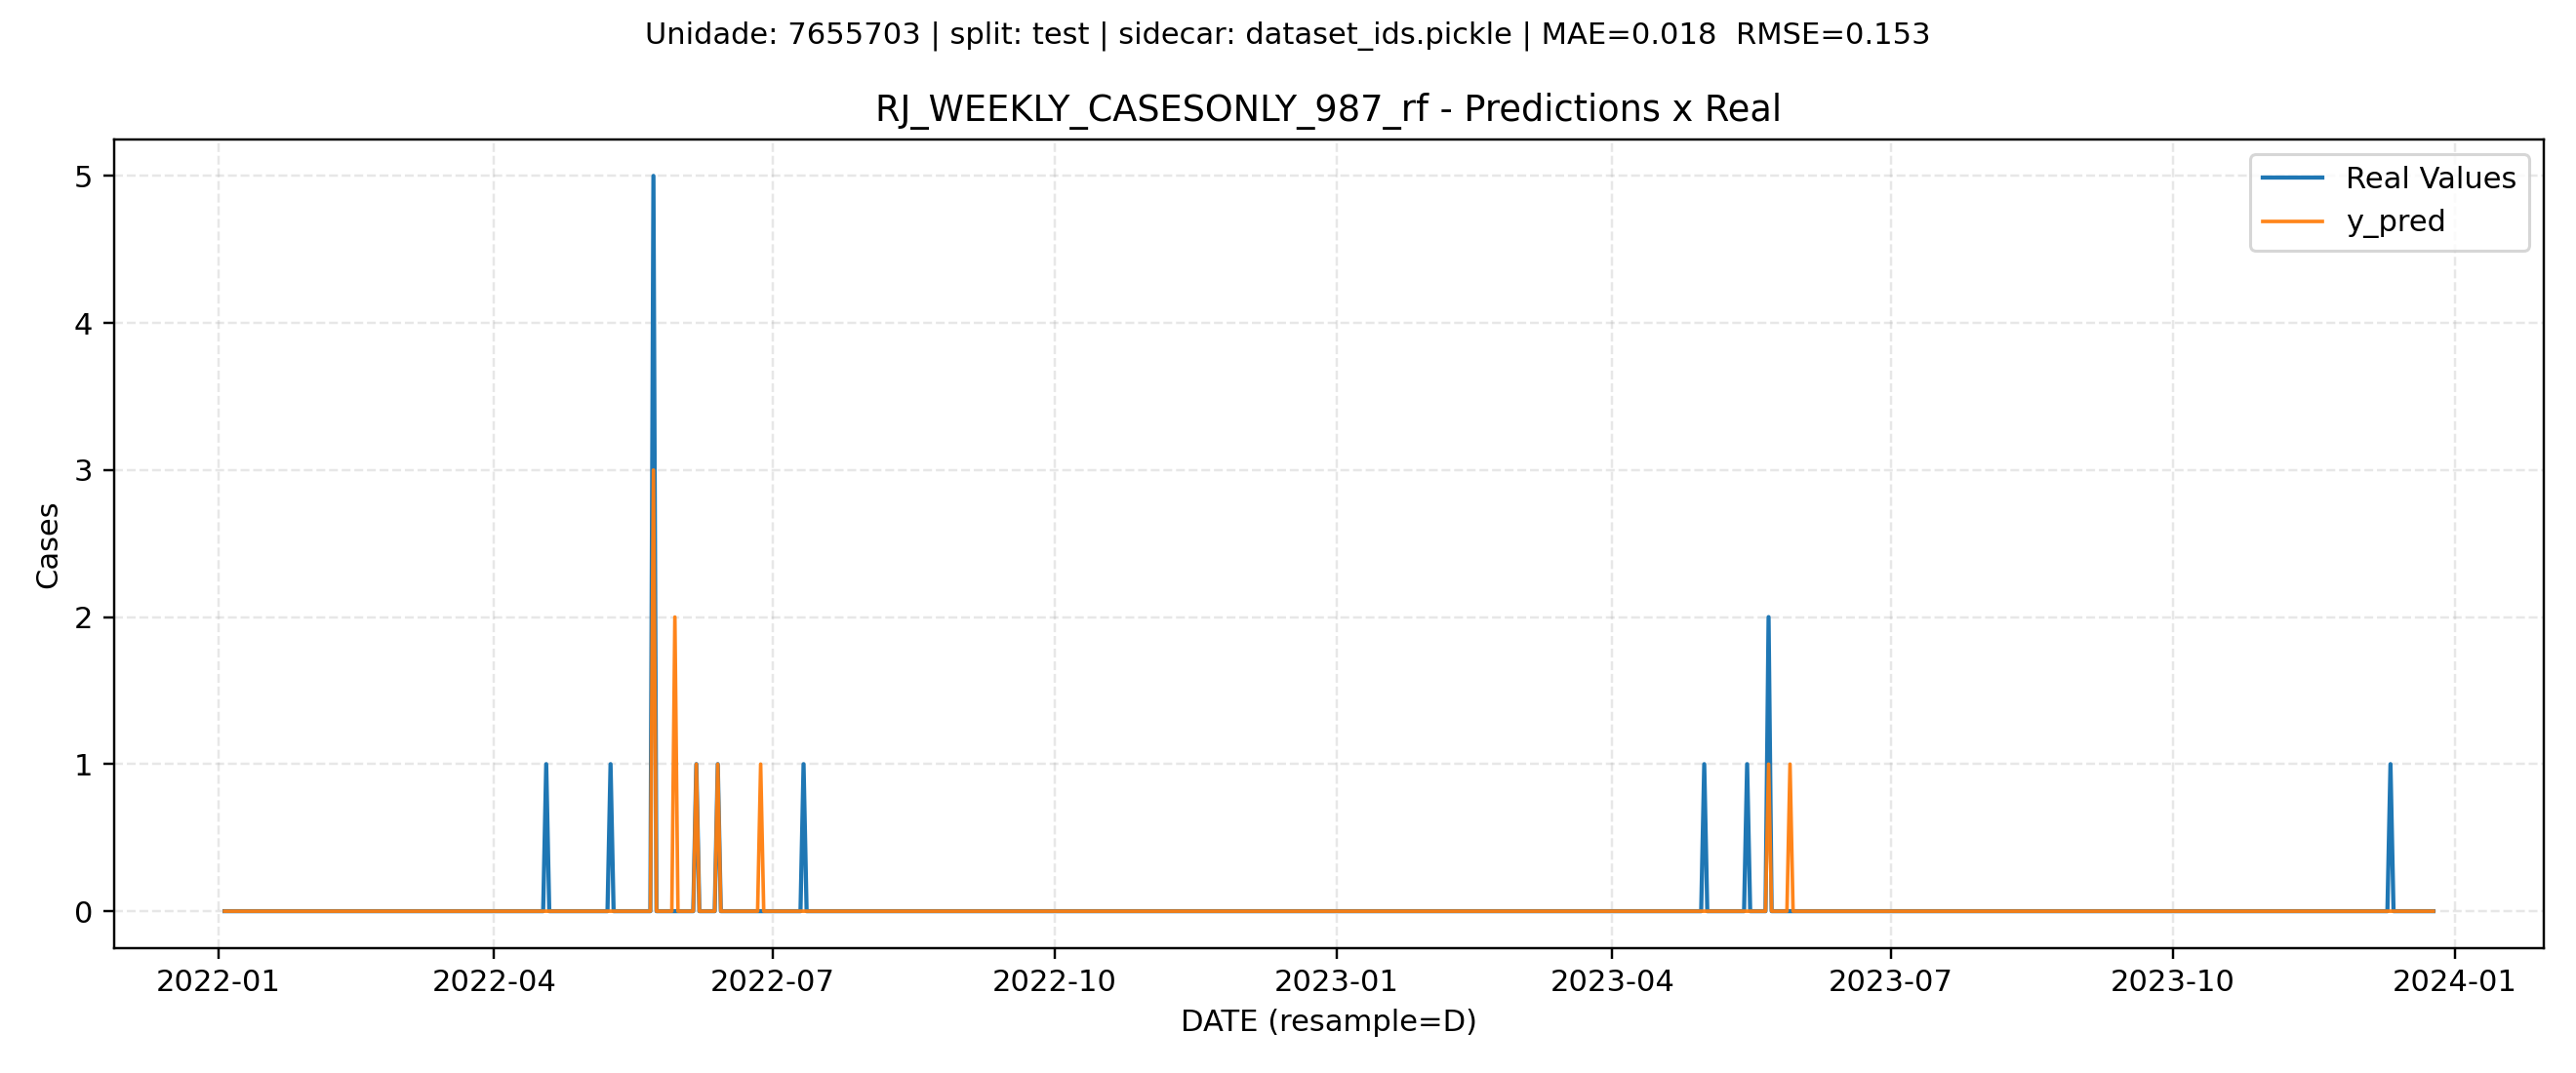 Unidade: 7655703 | split: test | sidecar: dataset_ids.pickle | MAE=0.018  RMSE=0.153
RJ_WEEKLY_CASESONLY_987_rf - Predictions x Real
Real Values
y_pred
5
4
3
2
1
0
Cases
2022-01
2022-04
2022-07
2022-10
2023-01
2023-04
2023-07
2023-10
2024-01
DATE (resample=D)